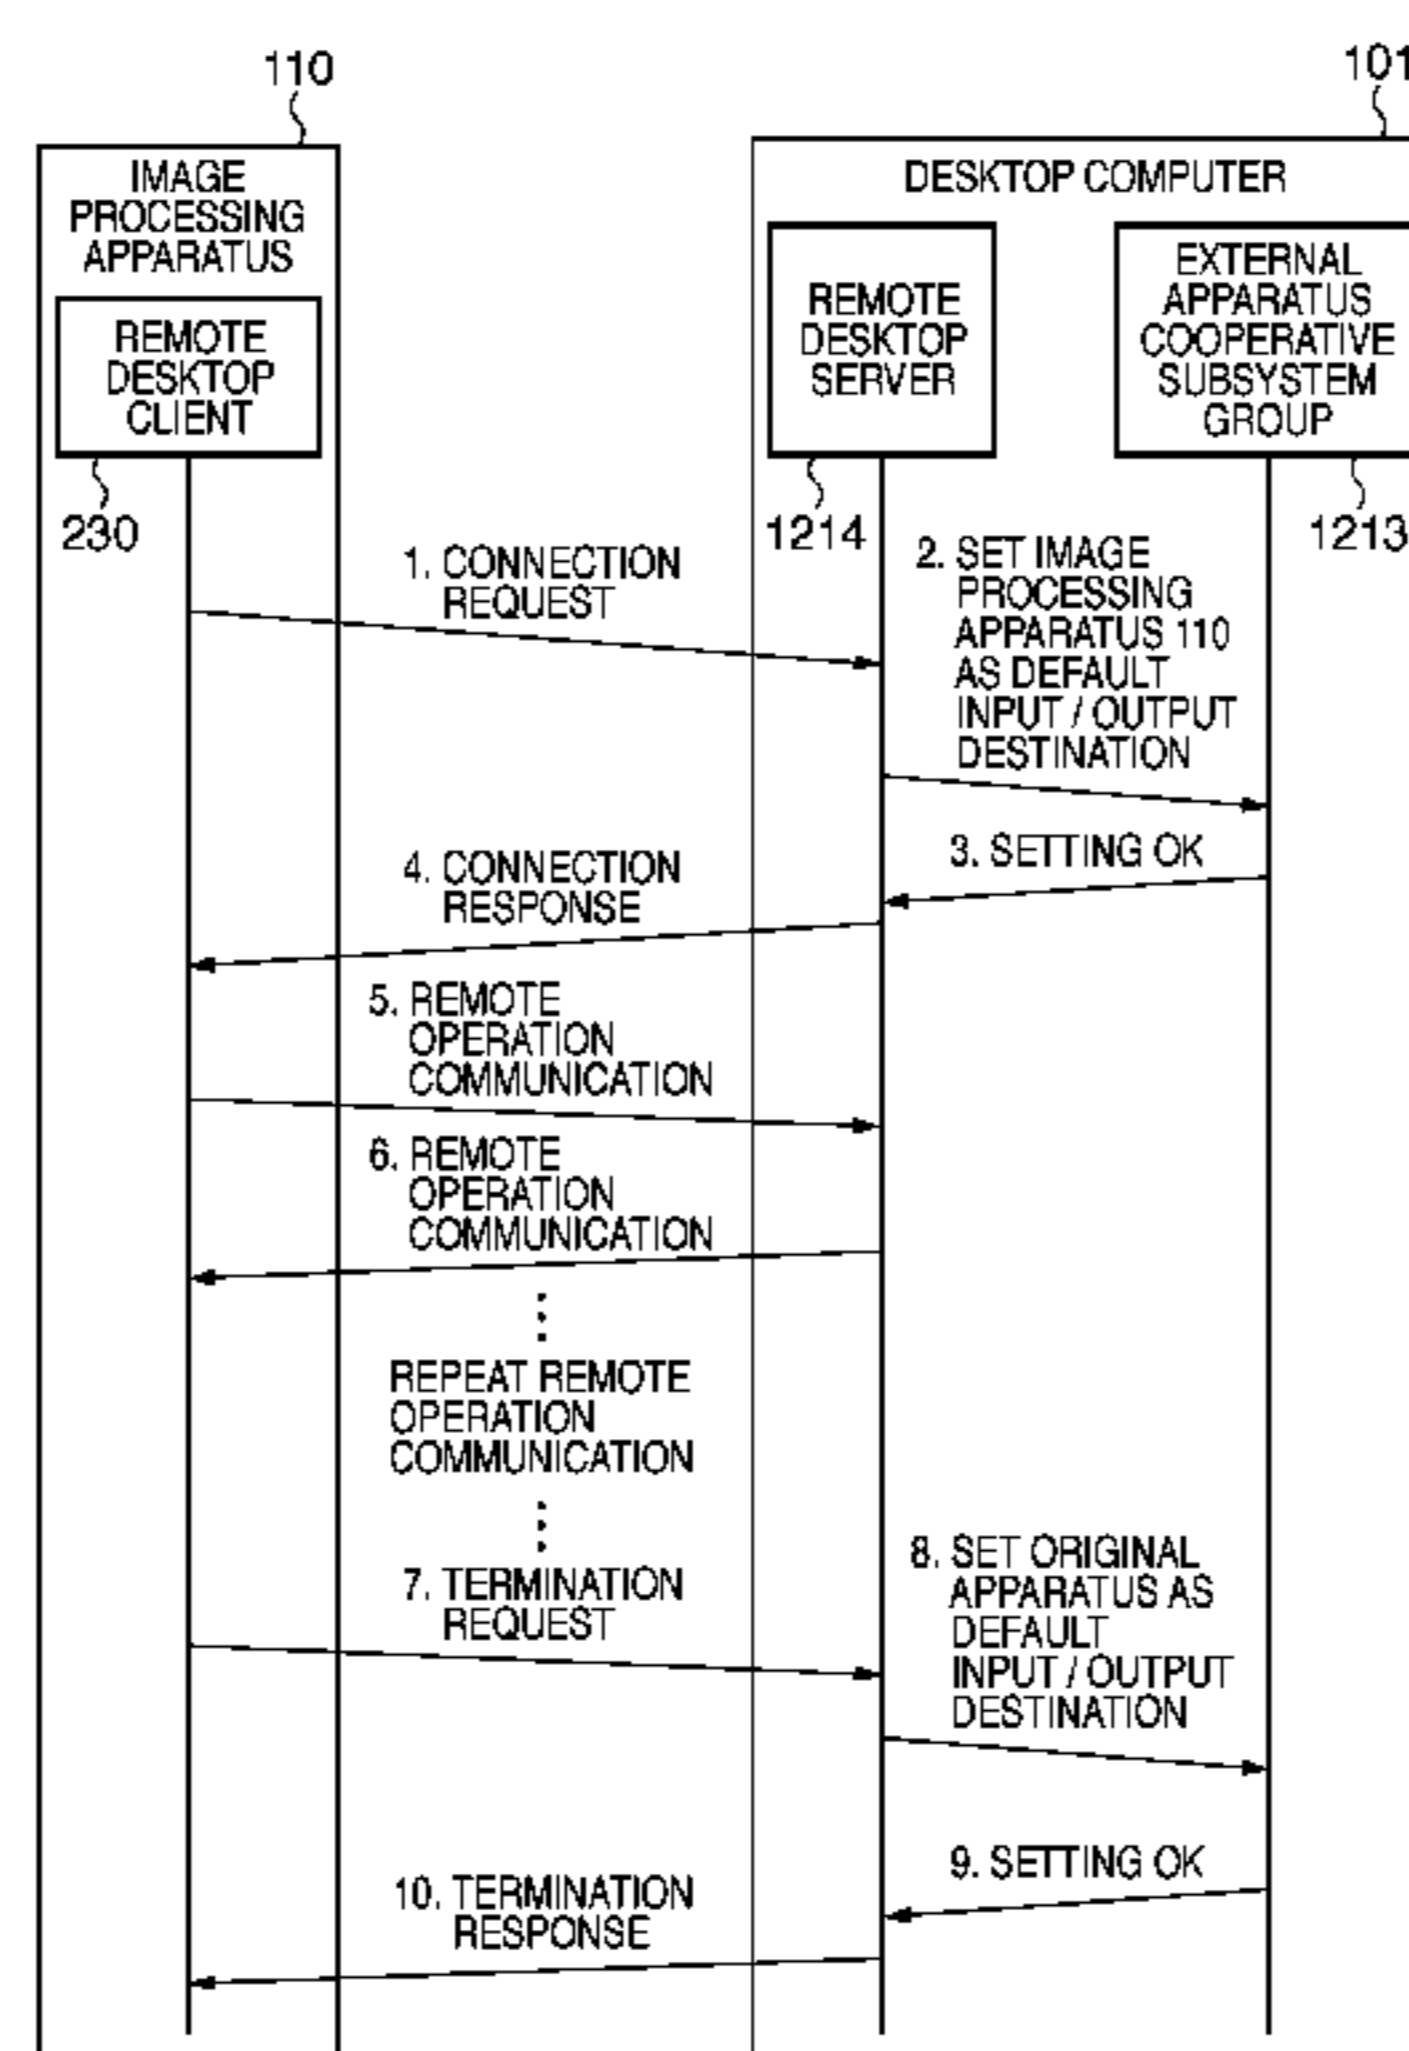 110
101
IMAGE
PROCESSING
APPARATUS
DESKTOP COMPUTER
REMOTE
DESKTOP
CLIENT
REMOTE
DESKTOP
SERVER
EXTERNAL
APPARATUS
COOPERATIVE
SUBSYSTEM
GROUP
230
1214
1213
1. CONNECTION
REQUEST
2. SET IMAGE
PROCESSING
APPARATUS 110
AS DEFAULT
INPUT / OUTPUT
DESTINATION
3. SETTING OK
4. CONNECTION
RESPONSE
5. REMOTE
OPERATION
COMMUNICATION
6. REMOTE
OPERATION
COMMUNICATION
REPEAT REMOTE
OPERATION
COMMUNICATION
7. TERMINATION
REQUEST
8. SET ORIGINAL
APPARATUS AS
DEFAULT
INPUT / OUTPUT
DESTINATION
9. SETTING OK
10. TERMINATION
RESPONSE